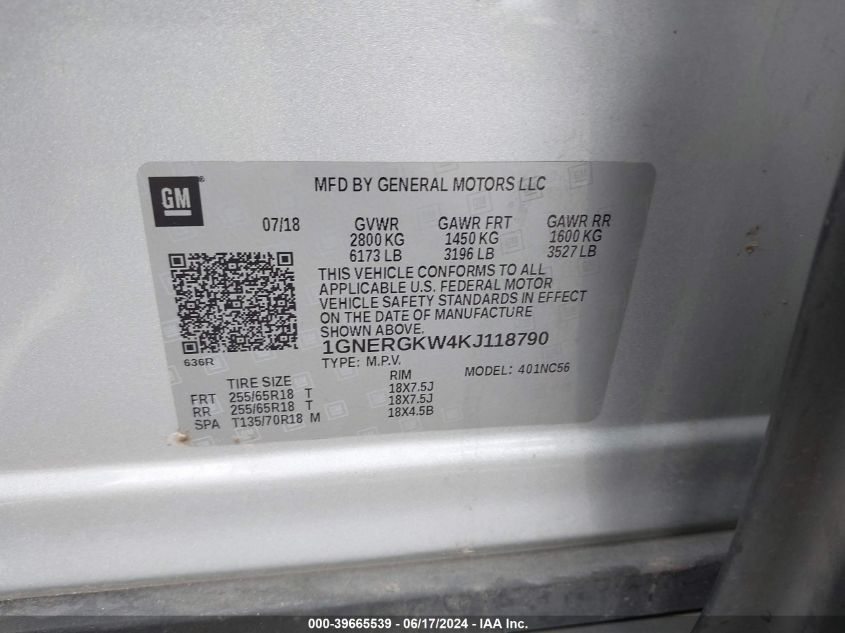 GM ®
MFD BY GENERAL MOTORS LLC
07/18 GVWR GAWR FRT GAWR RR
2800 KG 1450 KG 1600 KG
6173 LB 3196 LB 3527 LB
THIS VEHICLE CONFORMS TO ALL
APPLICABLE U.S. FEDERAL MOTOR
VEHICLE SAFETY STANDARDS IN EFFECT
ON THE DATE OF MANUFACTURE
SHOWN ABOVE.
1GNERGKW4KJ118790
636R
TYPE: M.P.V. MODEL: 401NC56
TIRE SIZE RIM
FRT 255/65R18 T 18X7.5J
RR 255/65R18 T 18X7.5J
SPA T135/70R18 M 18X4.5B
000-39665539 - 06/17/2024 - IAA, Inc.